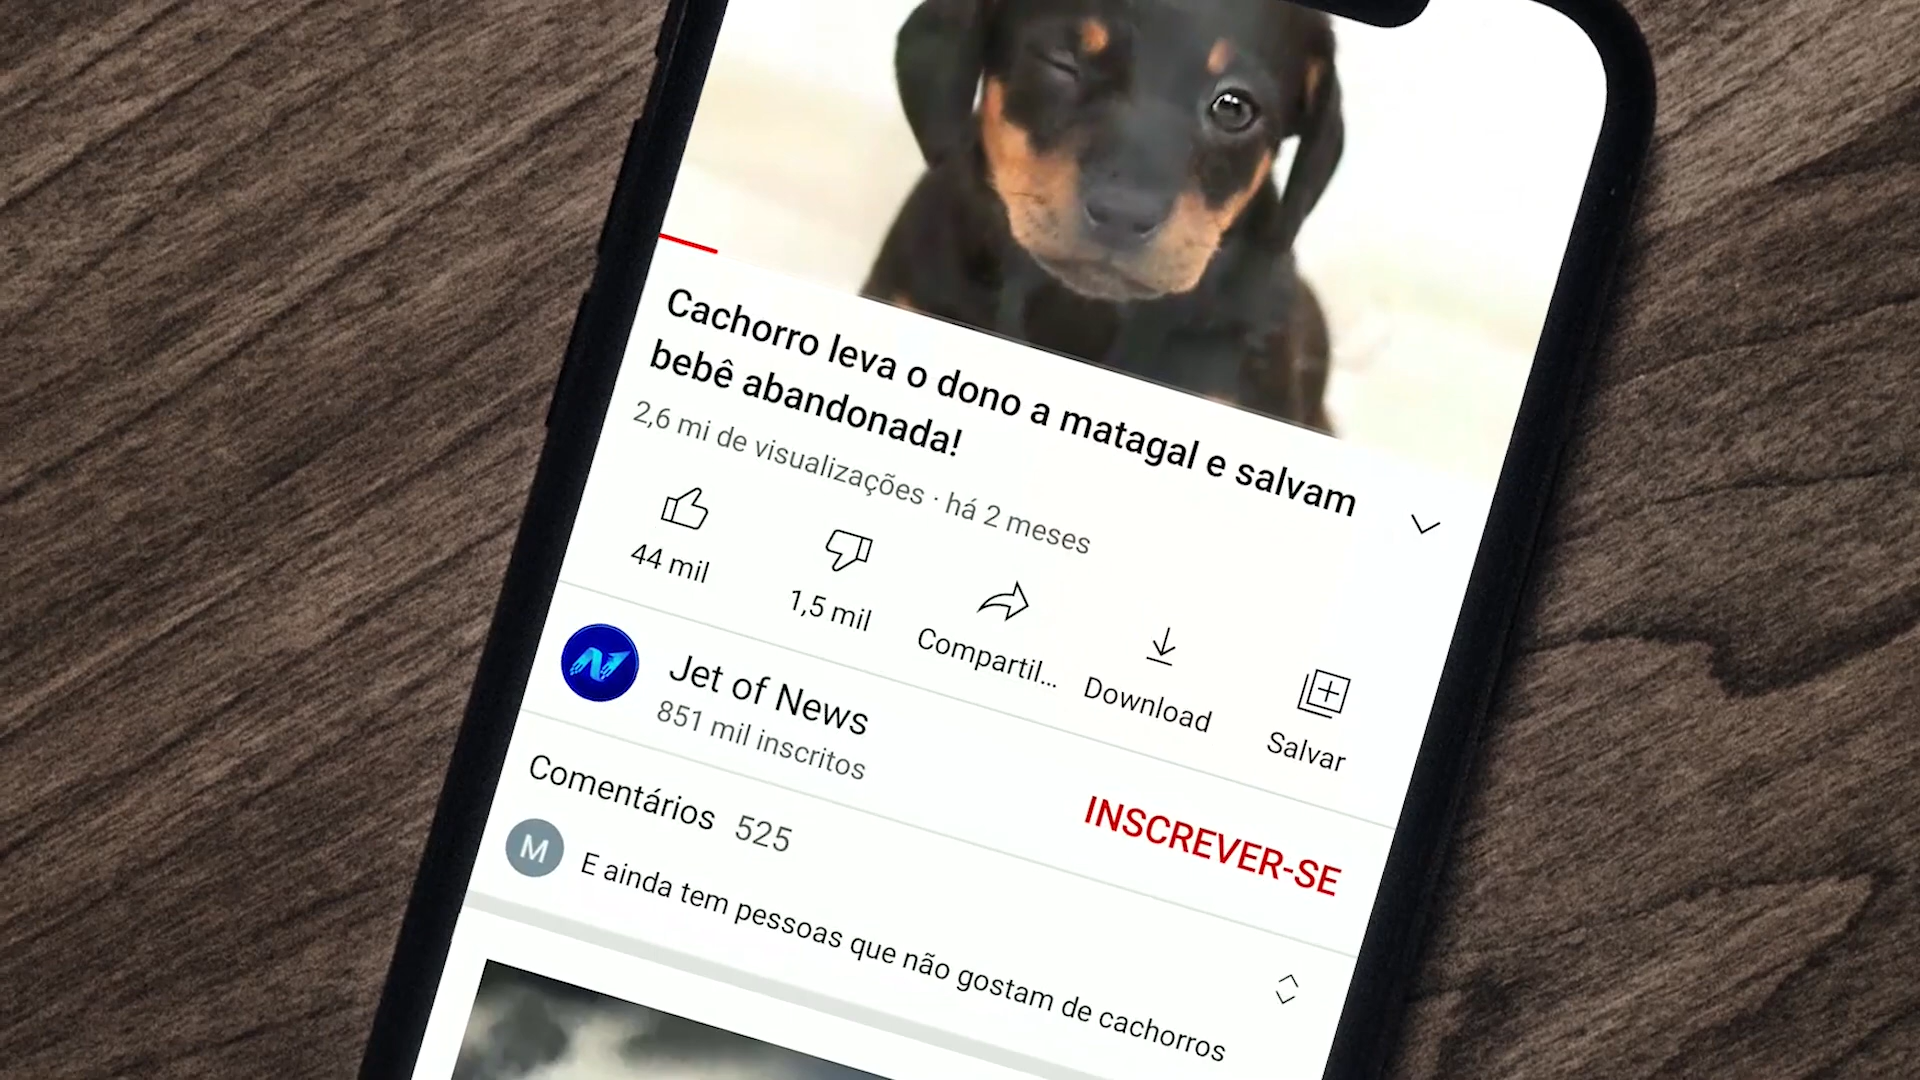 Cachorro leva o dono a matagal e salvam
bebê abandonada!
2,6 mi de visualizações · há 2 meses
44 mil
1,5 mil
Compartil...
Download
Salvar
Jet of News
851 mil inscritos
INSCREVER-SE
Comentários 525
M
E ainda tem pessoas que não gostam de cachorros